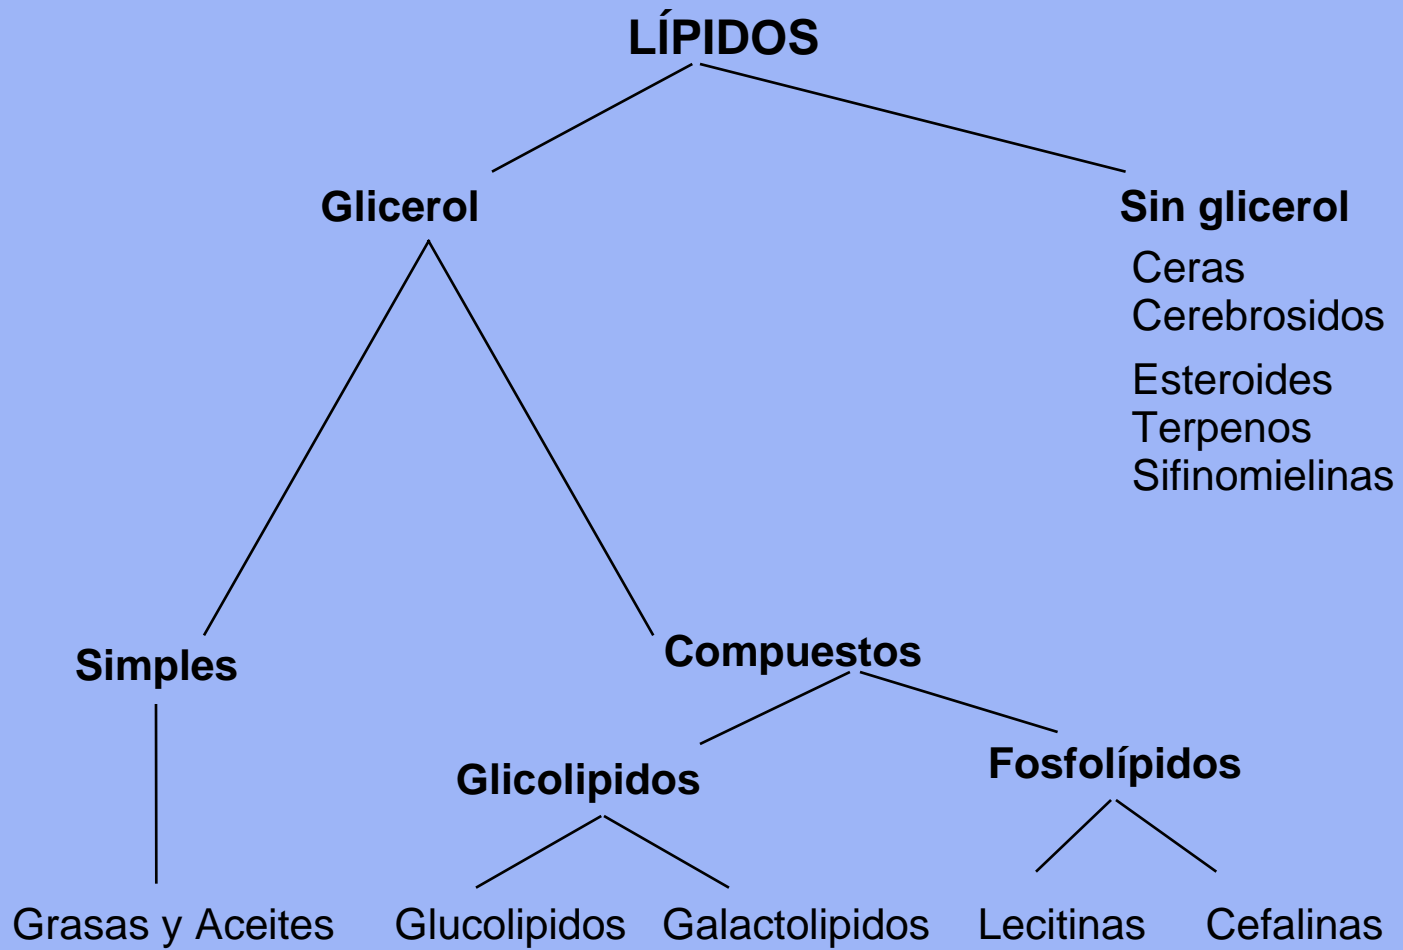 LÍPIDOS
Glicerol
Sin glicerol
Ceras
Cerebrosidos
Esteroides
Terpenos
Sifinomielinas
Simples
Compuestos
Glicolipidos
Fosfolípidos
Grasas y Aceites
Glucolipidos
Galactolipidos
Lecitinas
Cefalinas